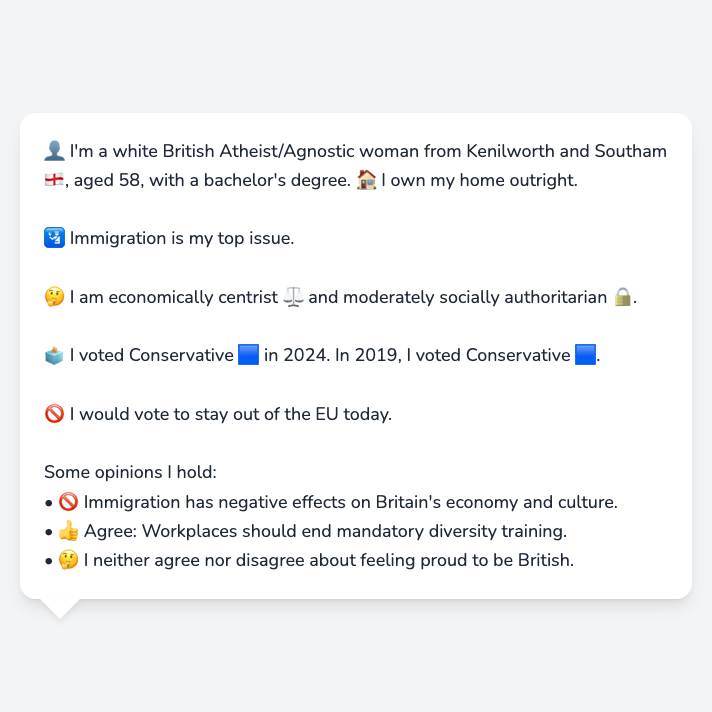 👤 I'm a white British Atheist/Agnostic woman from Kenilworth and Southam
🏴󠁧󠁢󠁥󠁮󠁧󠁿, aged 58, with a bachelor's degree. 🏠 I own my home outright.
🛂 Immigration is my top issue.
🤔 I am economically centrist ⚖️ and moderately socially authoritarian 🔒.
🗳️ I voted Conservative 🟦 in 2024. In 2019, I voted Conservative 🟦.
🚫 I would vote to stay out of the EU today.
Some opinions I hold:
• 🚫 Immigration has negative effects on Britain's economy and culture.
• 👍 Agree: Workplaces should end mandatory diversity training.
• 🤔 I neither agree nor disagree about feeling proud to be British.